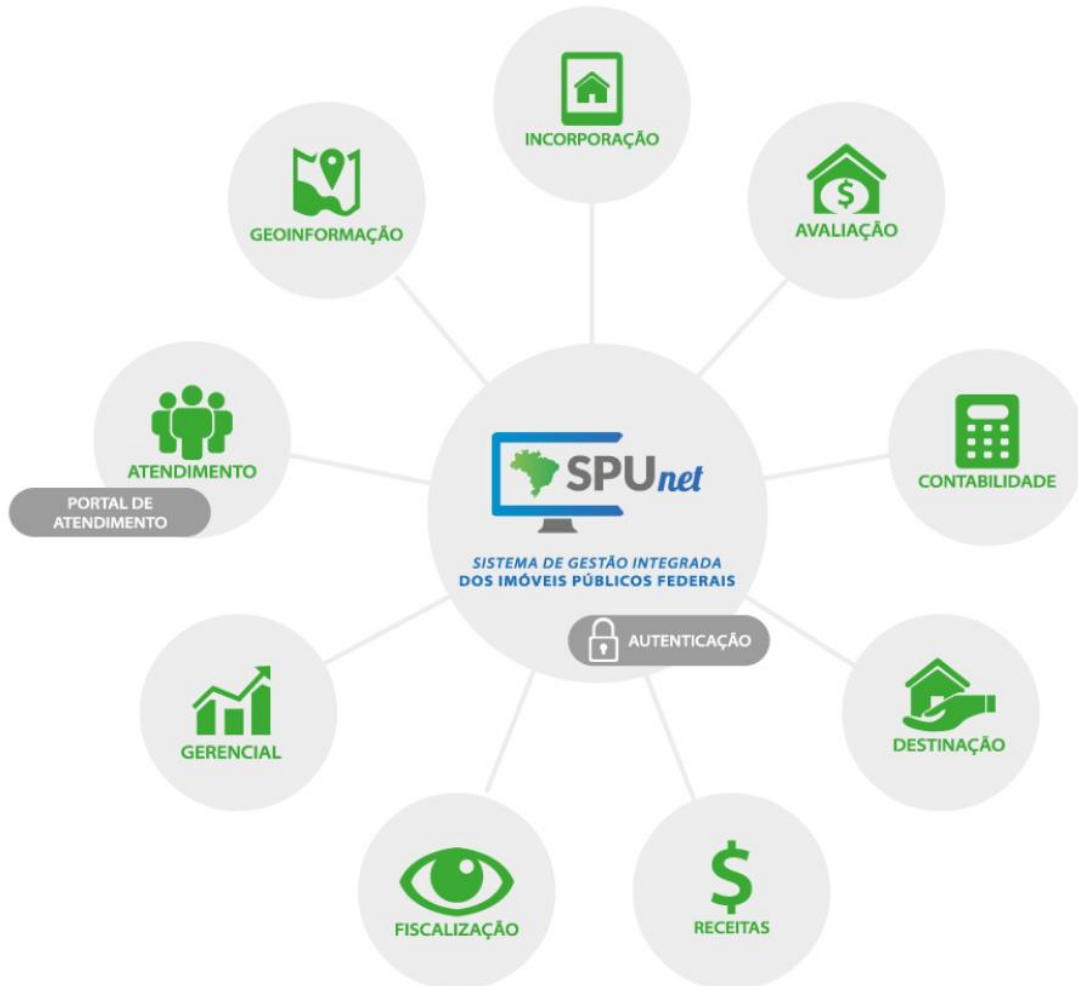 INCORPORAÇÃO
GEOINFORMAÇÃO
$
AVALIAÇÃO
ATENDIMENTO
PORTAL DE
ATENDIMENTO
SPUnet
SISTEMA DE GESTÃO INTEGRADA
DOS IMÓVEIS PÚBLICOS FEDERAIS
AUTENTICAÇÃO
CONTABILIDADE
GERENCIAL
DESTINAÇÃO
FISCALIZAÇÃO
$
RECEITAS